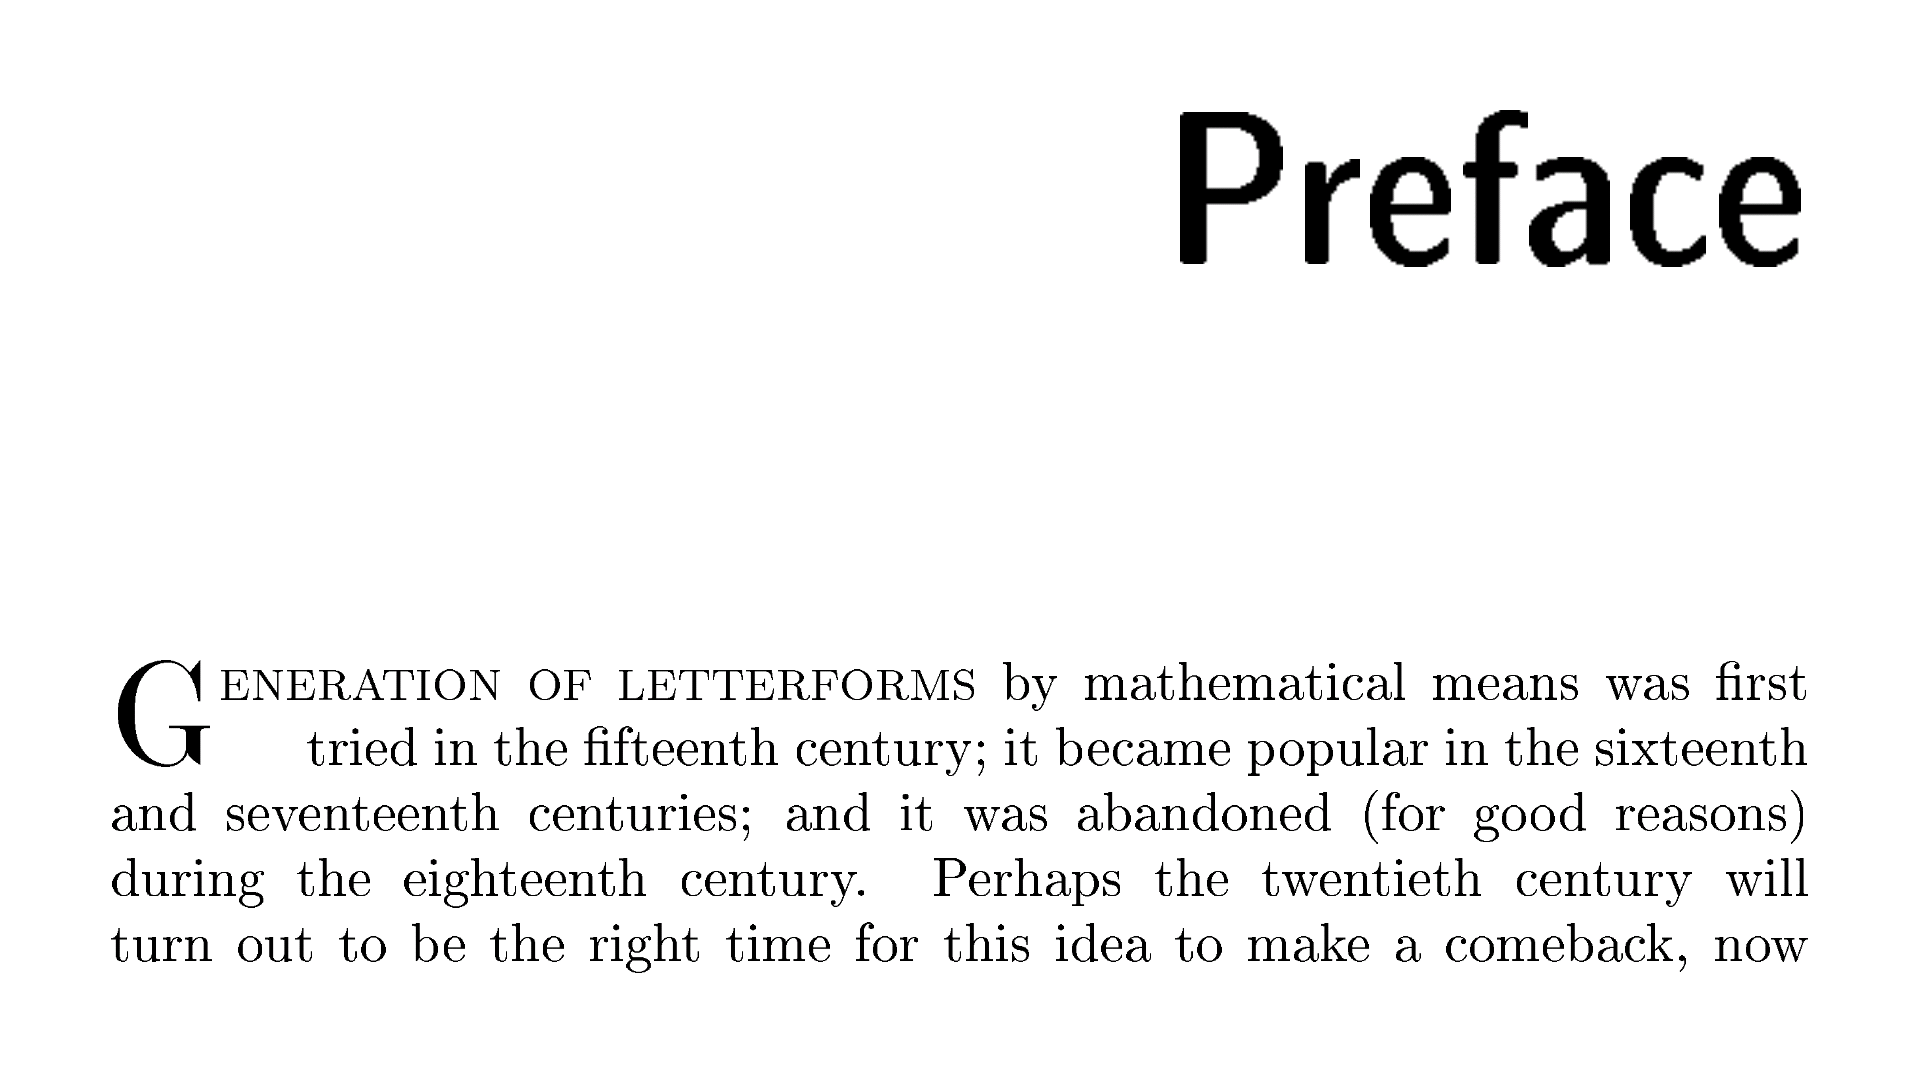 Preface
GENERATION OF LETTERFORMS by mathematical means was first
tried in the fifteenth century; it became popular in the sixteenth
and seventeenth centuries; and it was abandoned (for good reasons)
during the eighteenth century. Perhaps the twentieth century will
turn out to be the right time for this idea to make a comeback, now